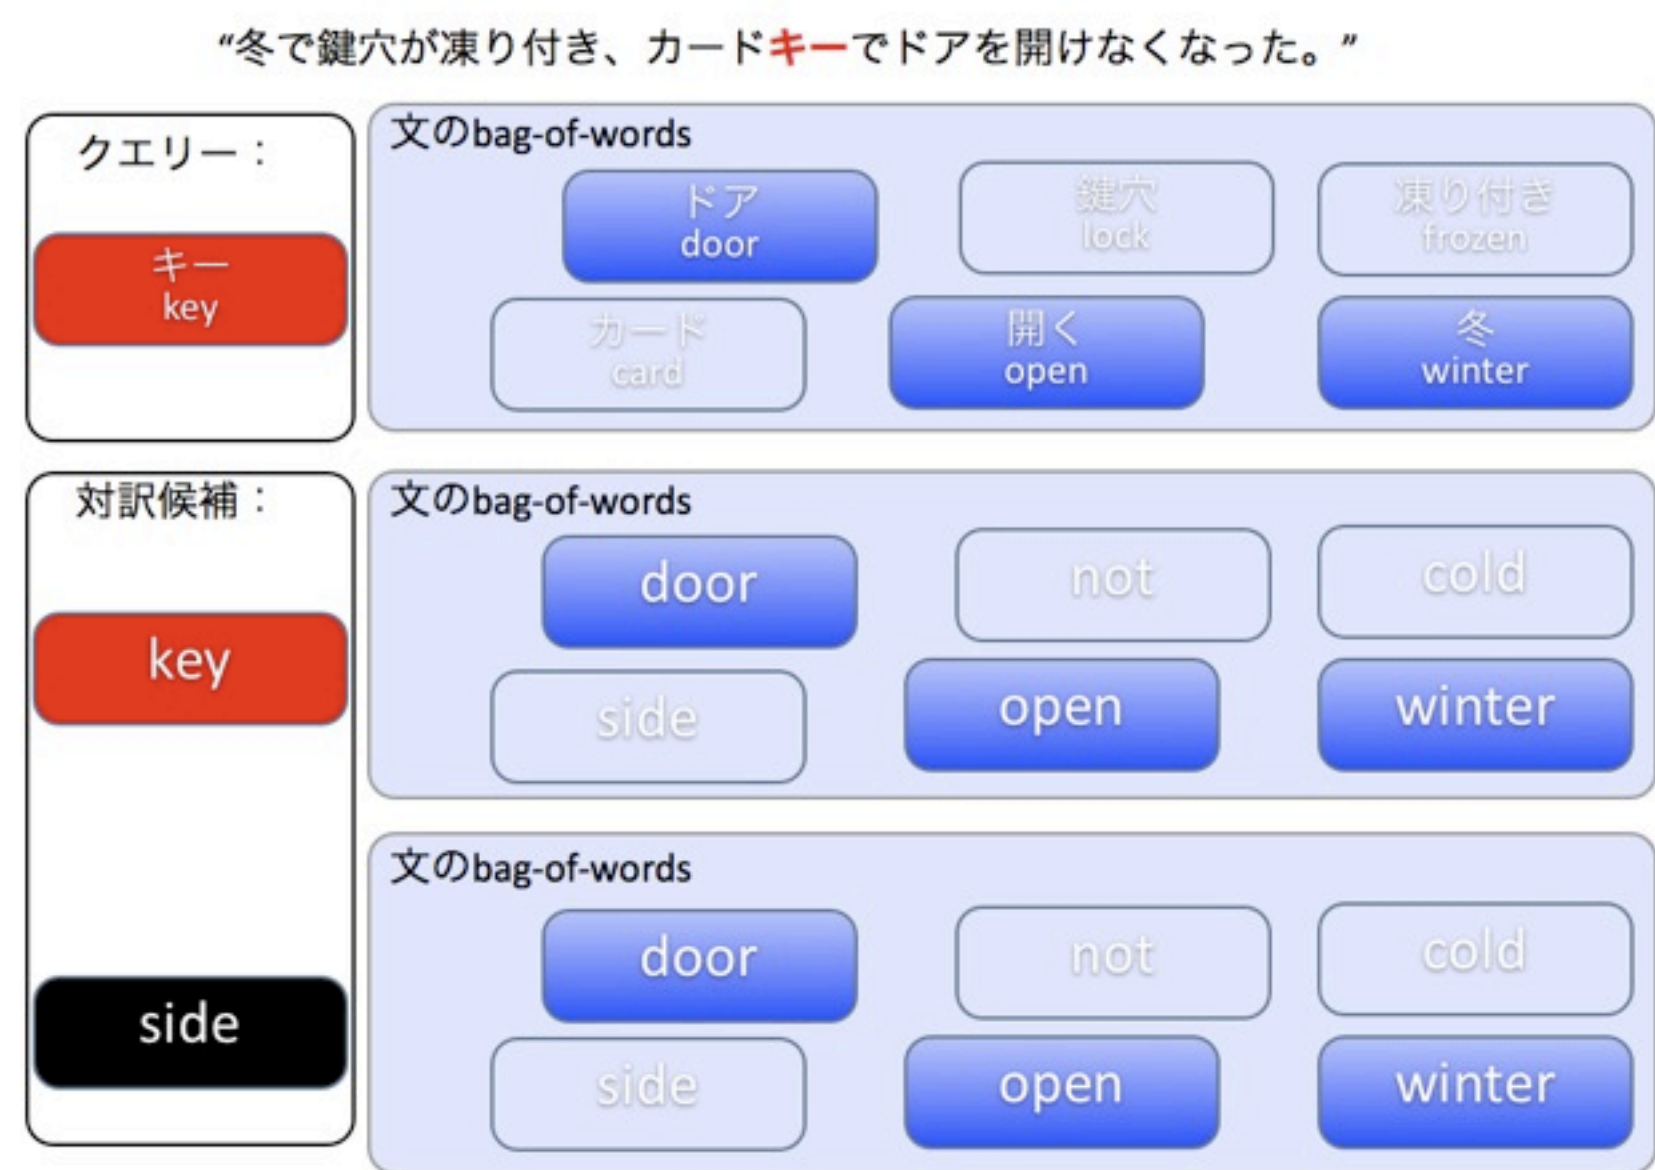 “冬で鍵穴が凍り付き、カードキーでドアを開けなくなった。”
クエリー：
キー
key
文のbag-of-words
ドア
door
鍵穴
lock
凍り付き
frozen
カード
card
開く
open
冬
winter
対訳候補：
key
side
文のbag-of-words
door
not
cold
side
open
winter
文のbag-of-words
door
not
cold
side
open
winter